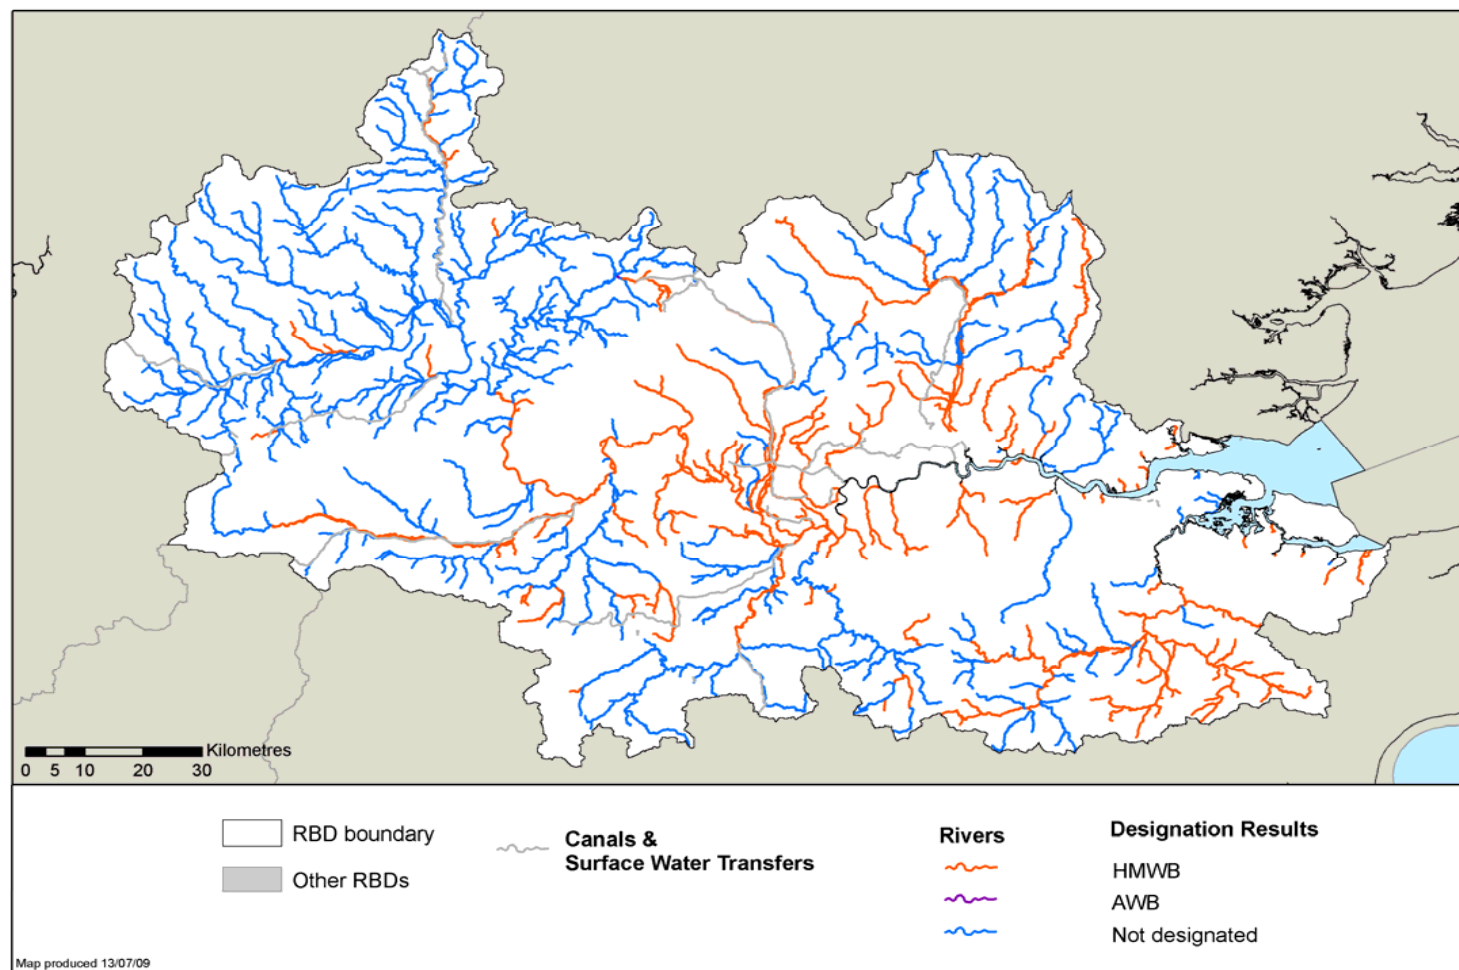 Kilometres
0 5 10 20 30
RBD boundary
Other RBDs
Canals &
Surface Water Transfers
Rivers
Designation Results
HMWB
AWB
Not designated
Map produced 13/07/09